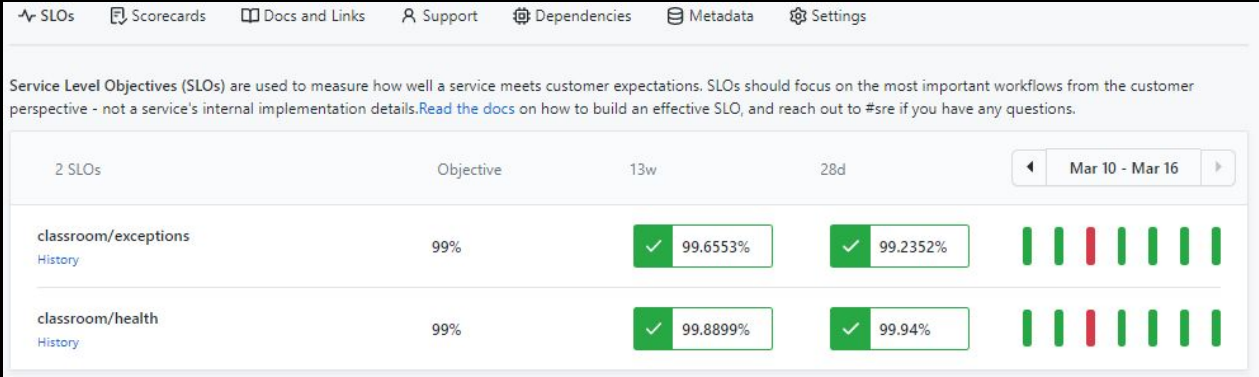 SLOs Scorecards Docs and Links Support Dependencies Metadata Settings
Service Level Objectives (SLOs) are used to measure how well a service meets customer expectations. SLOs should focus on the most important workflows from the customer
perspective - not a service's internal implementation details.Read the docs on how to build an effective SLO, and reach out to #sre if you have any questions.
2 SLOs Objective 13w 28d Mar 10 - Mar 16
classroom/exceptions 99% 99.6553% 99.2352%
History
classroom/health 99% 99.8899% 99.94%
History